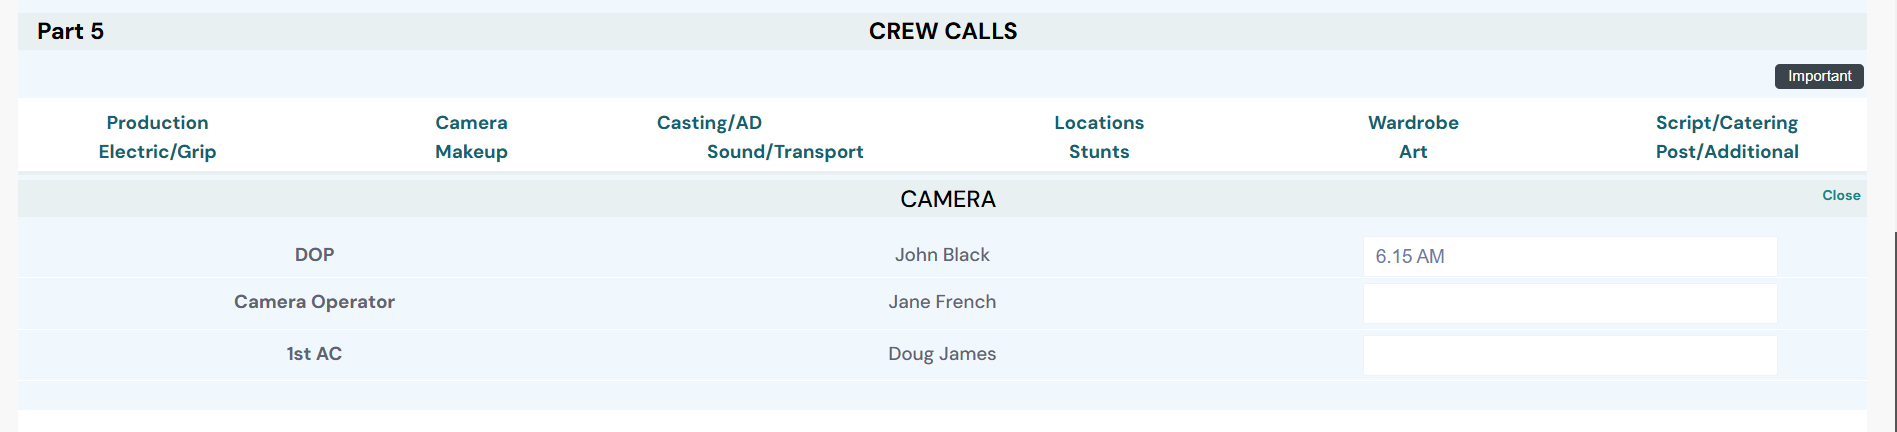 Part 5 CREW CALLS
Important
Production Camera Casting/AD Locations Wardrobe Script/Catering
Electric/Grip Makeup Sound/Transport Stunts Art Post/Additional
CAMERA Close
DOP John Black 6.15 AM
Camera Operator Jane French
1st AC Doug James